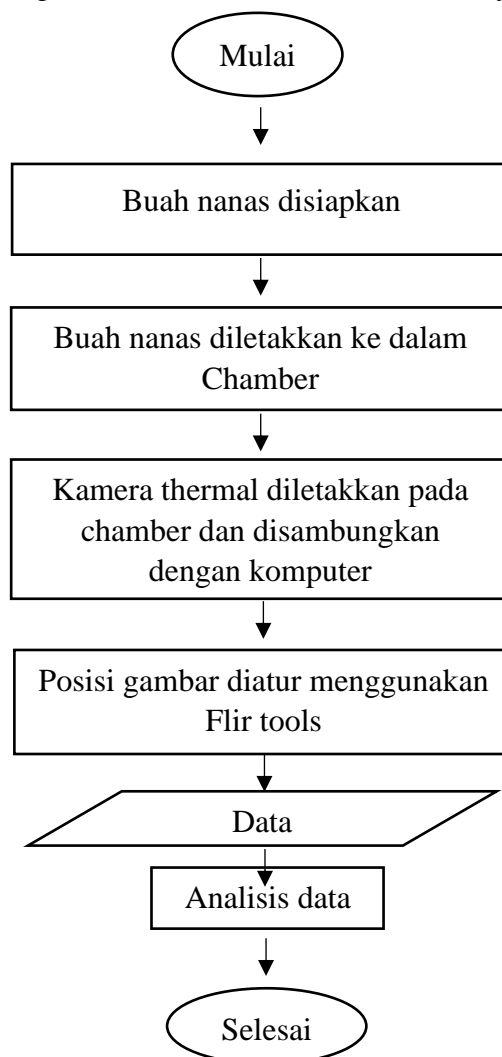 Mulai
Buah nanas disiapkan
Buah nanas diletakkan ke dalam
Chamber
Kamera thermal diletakkan pada
chamber dan disambungkan
dengan komputer
Posisi gambar diatur menggunakan
Flir tools
Data
Analisis data
Selesai